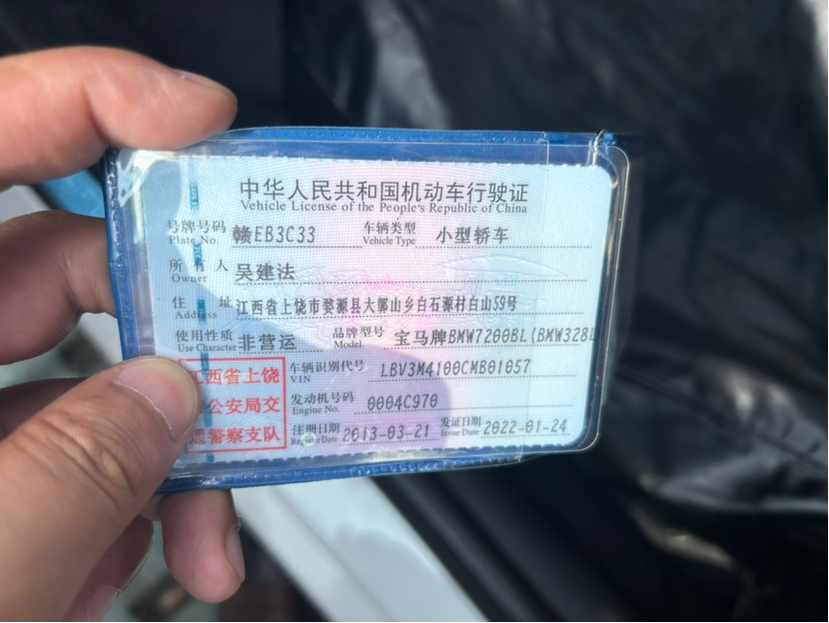 中华人民共和国机动车行驶证
Vehicle License of the People's Republic of China
号牌号码 赣EB3C33 车辆类型 小型轿车
Plate No. Vehicle Type
所有人 吴建法
Owner
住址 江西省上饶市婺源县大鄣山乡白石源村白山59号
Address
使用性质 非营运 品牌型号 宝马牌BMW7200BL(BMW328L
Use Character Model
江西省上饶
公安局交
通警察支队
车辆识别代号 LBV3M4100CMB01057
VIN
发动机号码 0004C970
Engine No.
注册日期 2013-03-21 发证日期 2022-01-24
Register Date Issue Date